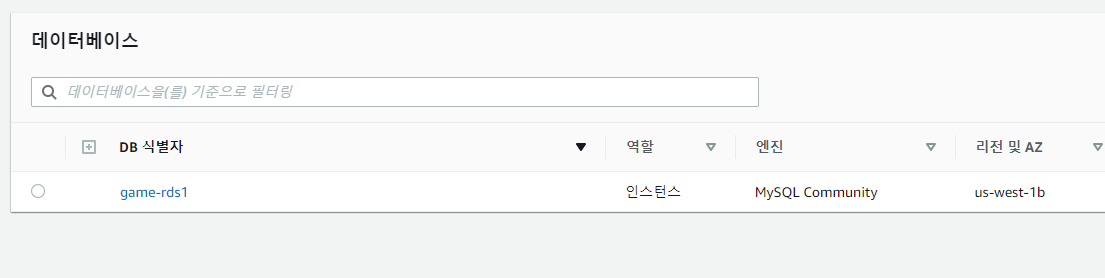 데이터베이스
데이터베이스을(를) 기준으로 필터링
DB 식별자 역할 엔진 리전 및 AZ
game-rds1 인스턴스 MySQL Community us-west-1b